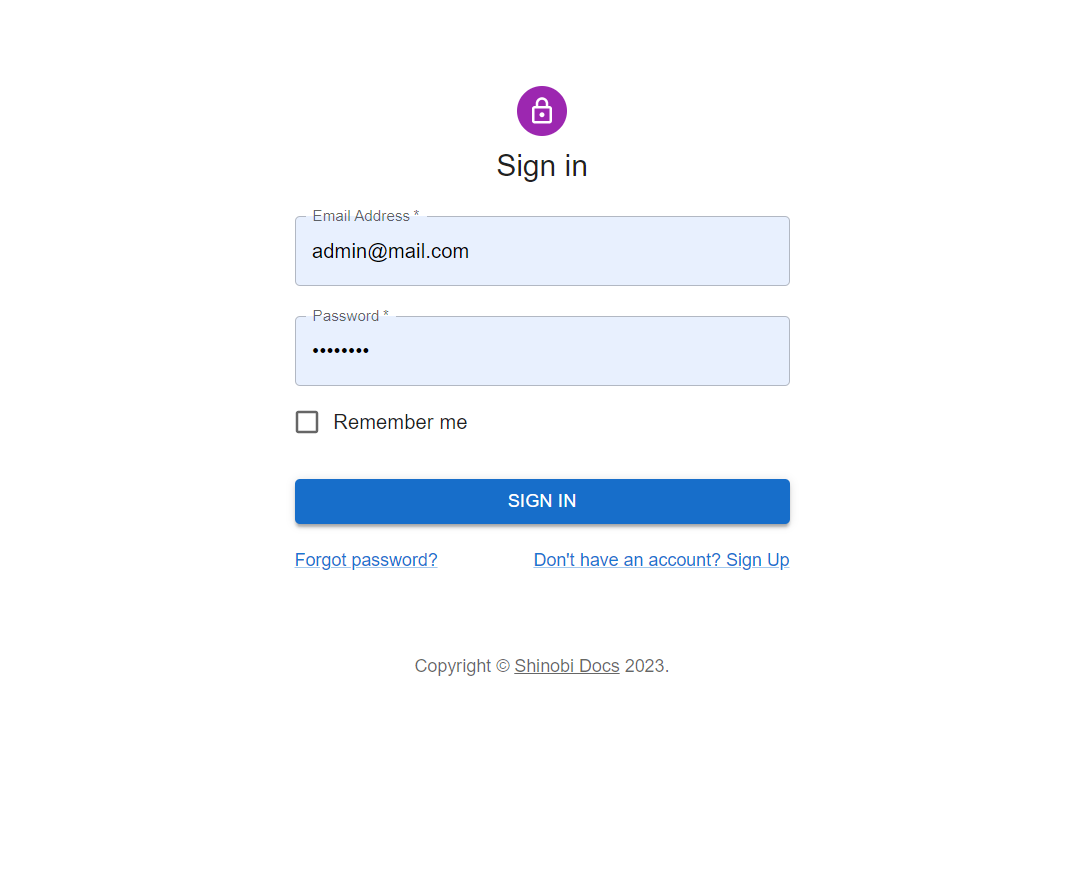 Sign in
Email Address *
admin@mail.com
Password *
••••••••
Remember me
SIGN IN
Forgot password? Don't have an account? Sign Up
Copyright © Shinobi Docs 2023.